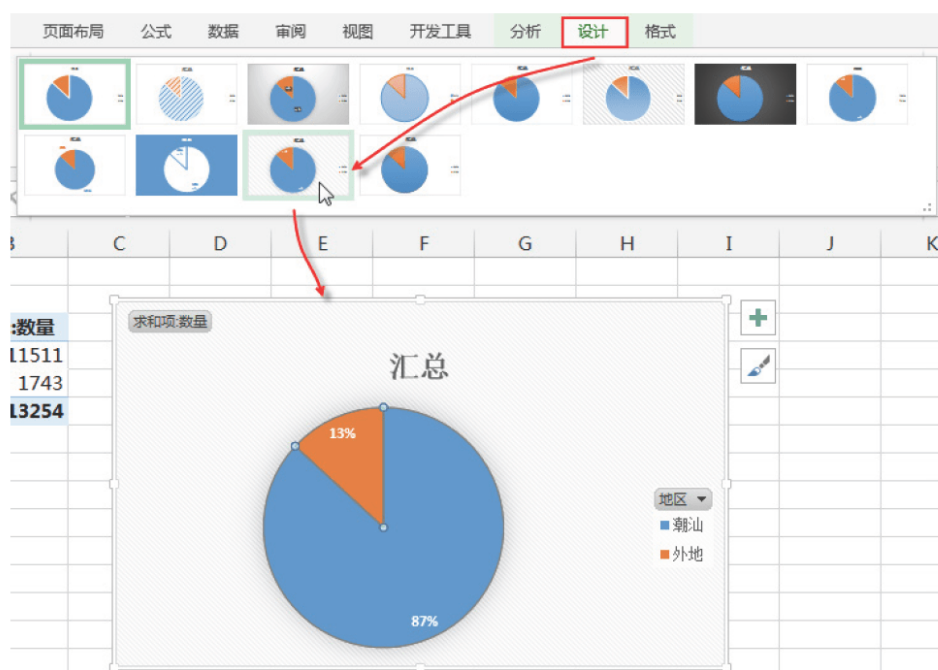 页面布局 公式 数据 审阅 视图 开发工具 分析 设计 格式
C D E F G H I J K
求和项:数量
:数量
11511
汇总
1743
13254
13%
地区
潮汕
外地
87%